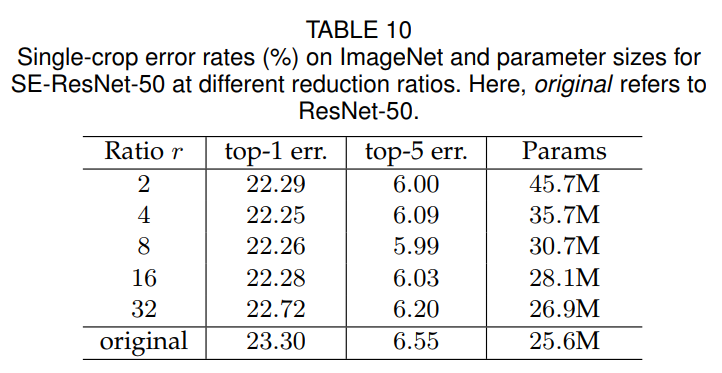 TABLE 10
Single-crop error rates (%) on ImageNet and parameter sizes for
SE-ResNet-50 at different reduction ratios. Here, original refers to
ResNet-50.
Ratio r top-1 err. top-5 err. Params
2 22.29 6.00 45.7M
4 22.25 6.09 35.7M
8 22.26 5.99 30.7M
16 22.28 6.03 28.1M
32 22.72 6.20 26.9M
original 23.30 6.55 25.6M